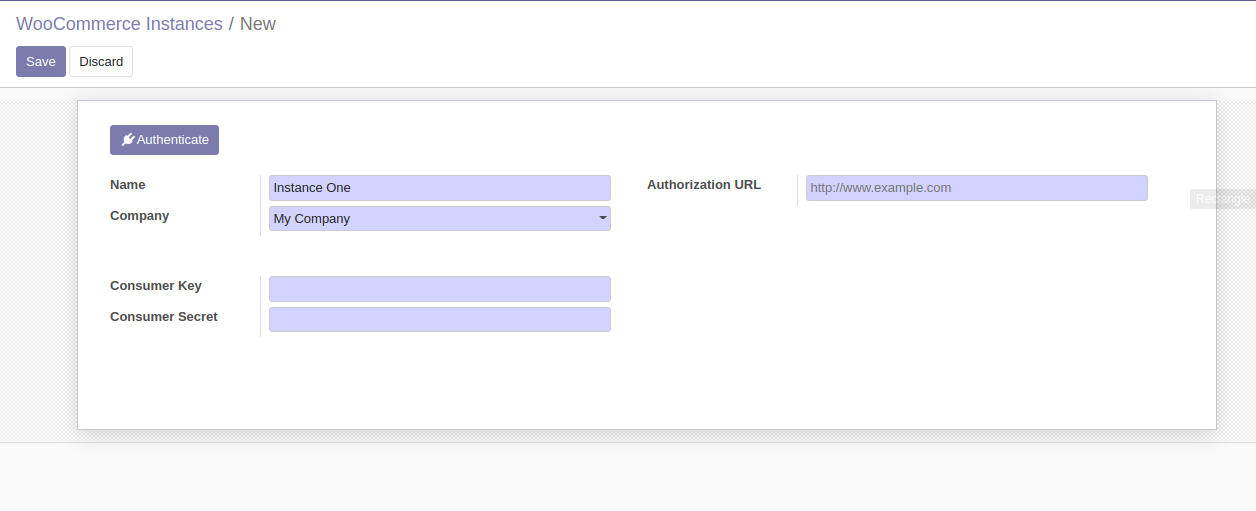 WooCommerce Instances / New
Save Discard
Authenticate
Name Instance One Authorization URL http://www.example.com
Rectangle
Company My Company
Consumer Key
Consumer Secret